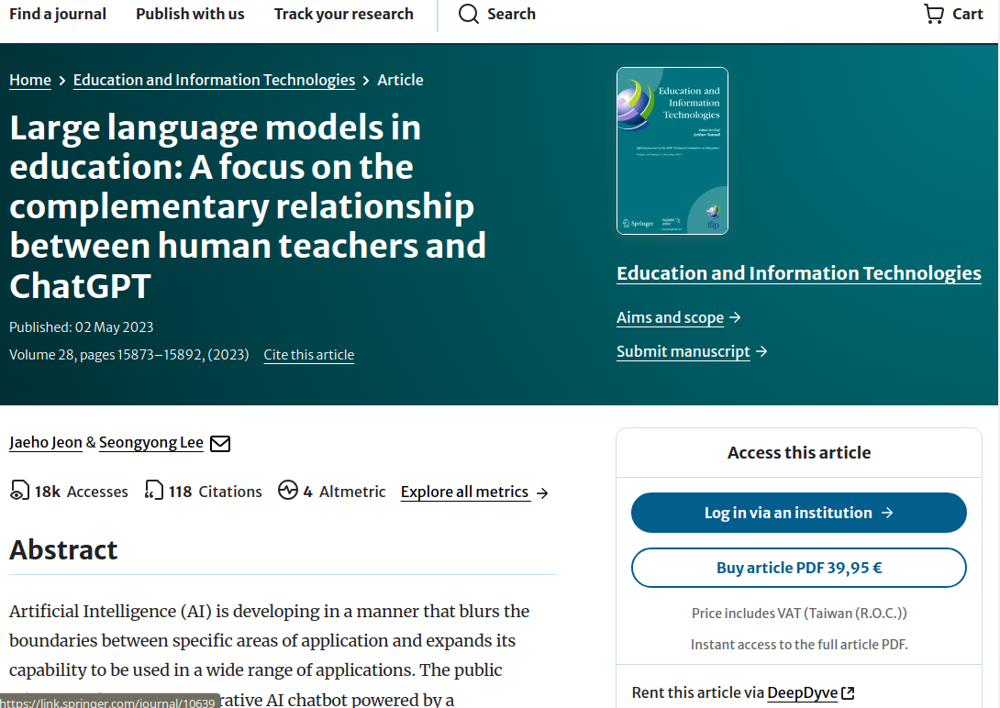 Find a journal Publish with us Track your research Search Cart
Home > Education and Information Technologies > Article
Large language models in
education: A focus on the
complementary relationship
between human teachers and
ChatGPT
Published: 02 May 2023
Volume 28, pages 15873–15892, (2023) Cite this article
Education and
Information
Technologies
Springer
ifip
Education and Information Technologies
Aims and scope →
Submit manuscript →
Jaeho Jeon & Seongyong Lee
18k Accesses 118 Citations 4 Altmetric Explore all metrics →
Abstract
Artificial Intelligence (AI) is developing in a manner that blurs the
boundaries between specific areas of application and expands its
capability to be used in a wide range of applications. The public
rative AI chatbot powered by a
https://link.springer.com/journal/10639
Access this article
Log in via an institution →
Buy article PDF 39,95 €
Price includes VAT (Taiwan (R.O.C.))
Instant access to the full article PDF.
Rent this article via DeepDyve